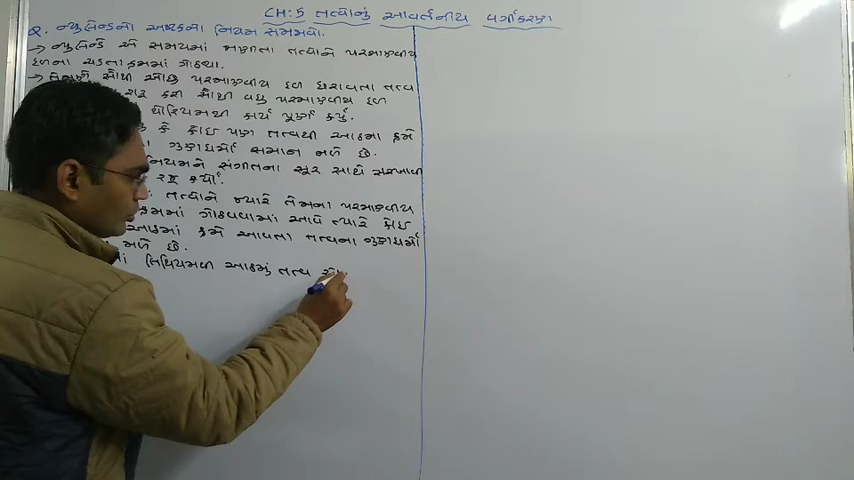 CH: 5 તત્વોનું આવર્તનીય વર્ગીકરણ
Q. ન્યુલેન્ડનો અષ્ટકનો નિયમ સમજાવો.
→ ન્યુલેન્ડે એ સમયમાં જાણીતા તત્વોને પરમાણ્વીય
દળના ચડતા ક્રમમાં ગોઠવ્યા.
→ તેમણે સૌથી ઓછુ પરમાણ્વીય દળ ધરાવતા તત્વ
શરૂ કરી સૌથી વધુ પરમાણ્વીય દળ
થોરિયમથી કાર્ય પૂર્ણ કર્યુ.
કે કોઇ પણ તત્વથી આઠમા ક્રમે
ગુણધર્મો સમાન મળે છે.
નિયમને સંગીતના સૂર સાથે સરખાવી
રજૂ કર્યો.
: તત્વોને જ્યારે તેમના પરમાણ્વીય
ક્રમમાં ગોઠવવામાં આવે ત્યારે કોઇ
આઠમાં ક્રમે આવતા તત્વના ગુણધર્મો
મળે છે.
લિથિયમથી આઠમું તત્વ